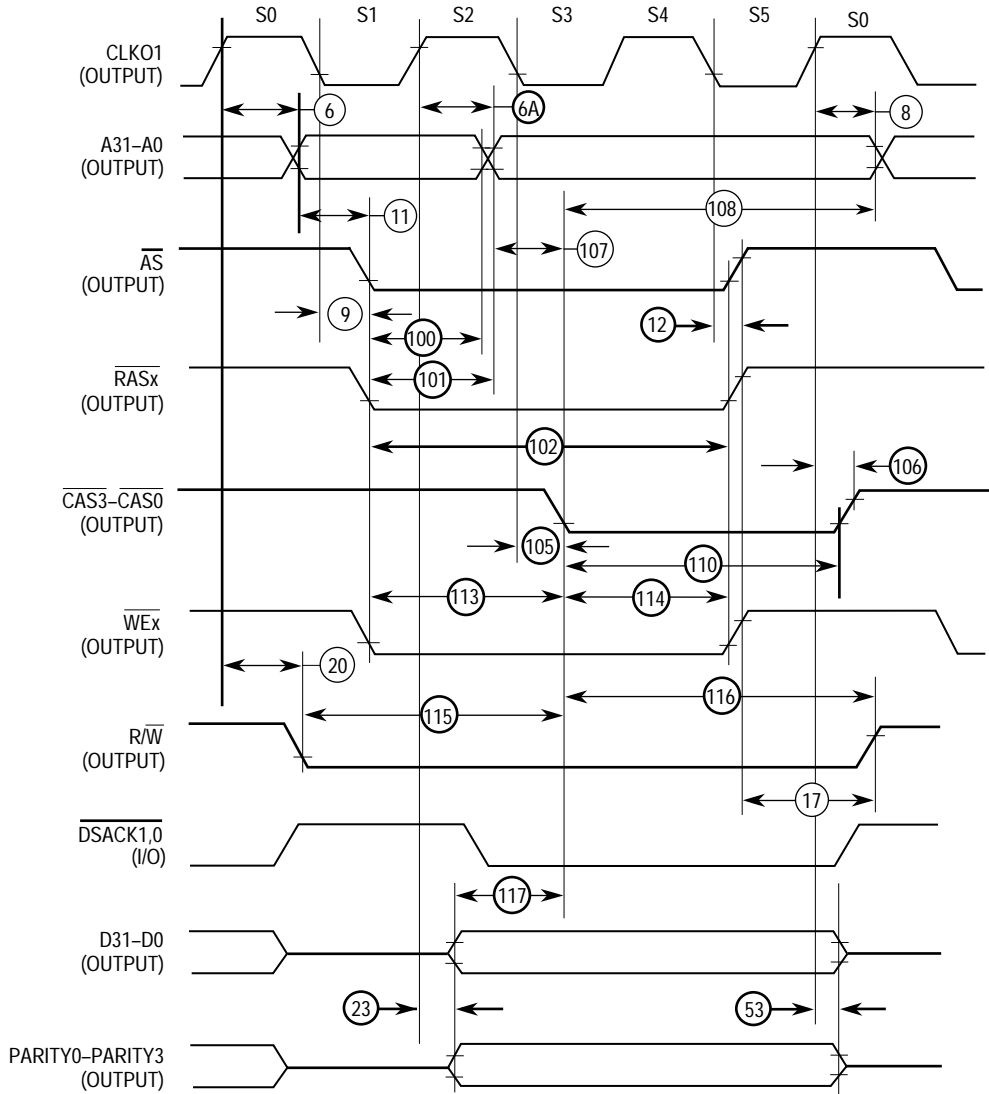 S0 S1 S2 S3 S4 S5 S0
CLKO1
(OUTPUT)
6 6A 8
A31–A0
(OUTPUT)
11 108
107
AS
(OUTPUT)
9 12
100
RASx
(OUTPUT)
101
102
106
CAS3–CAS0
(OUTPUT)
105
110
113 114
WEx
(OUTPUT)
20
116
115
R/W
(OUTPUT)
17
DSACK1,0
(I/O)
117
D31–D0
(OUTPUT)
23 53
PARITY0–PARITY3
(OUTPUT)